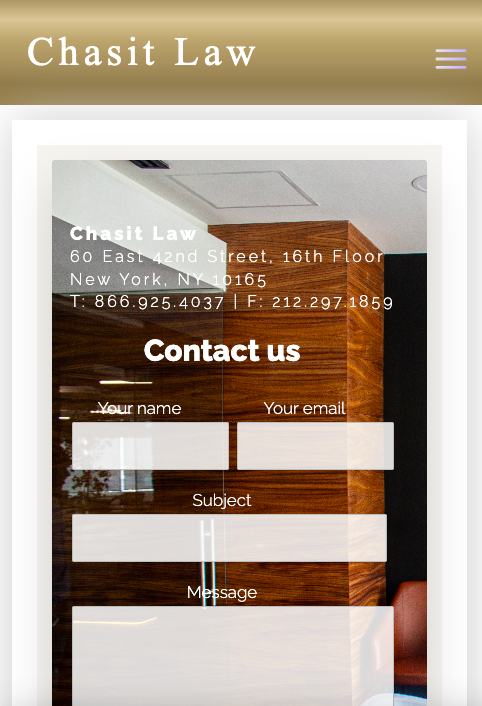 Chasit Law
Chasit Law
60 East 42nd Street, 16th Floor
New York, NY 10165
T: 866.925.4037 | F: 212.297.1859
Contact us
Your name
Your email
Subject
Message